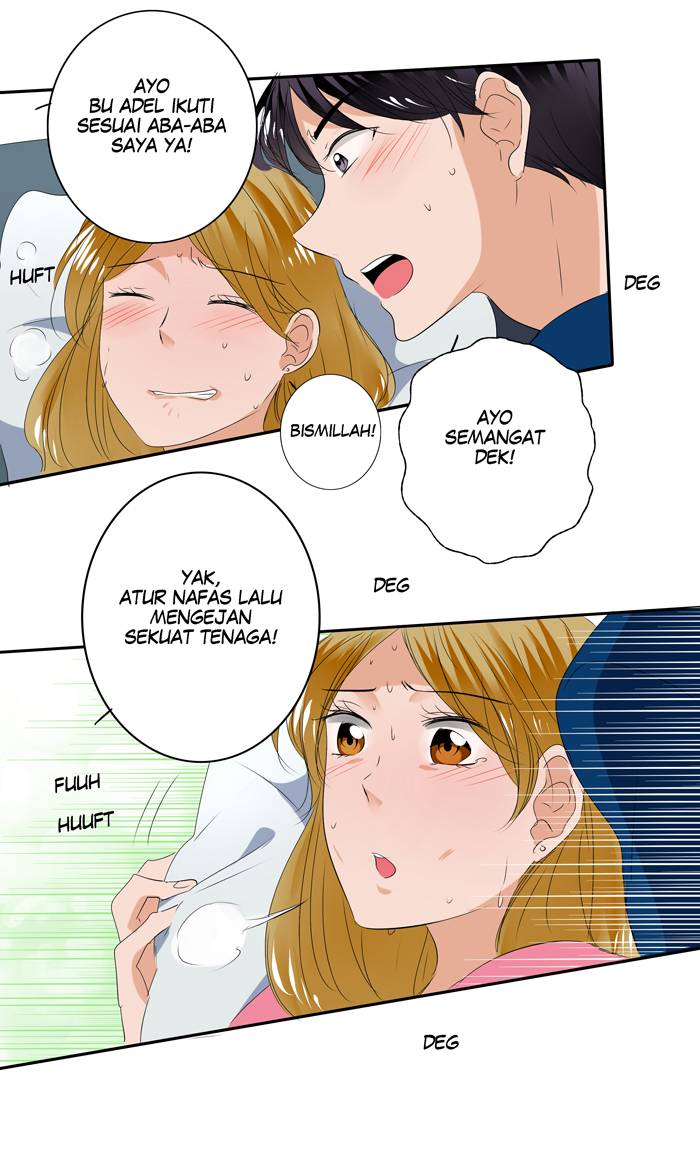 AYO
BU ADEL IKUTI
SESUAI ABA-ABA
SAYA YA!
HUFT
DEG
BISMILLAH!
AYO
SEMANGAT
DEK!
DEG
YAK,
ATUR NAFAS LALU
MENGEJAN
SEKUAT TENAGA!
FUUH
HUUFT
DEG